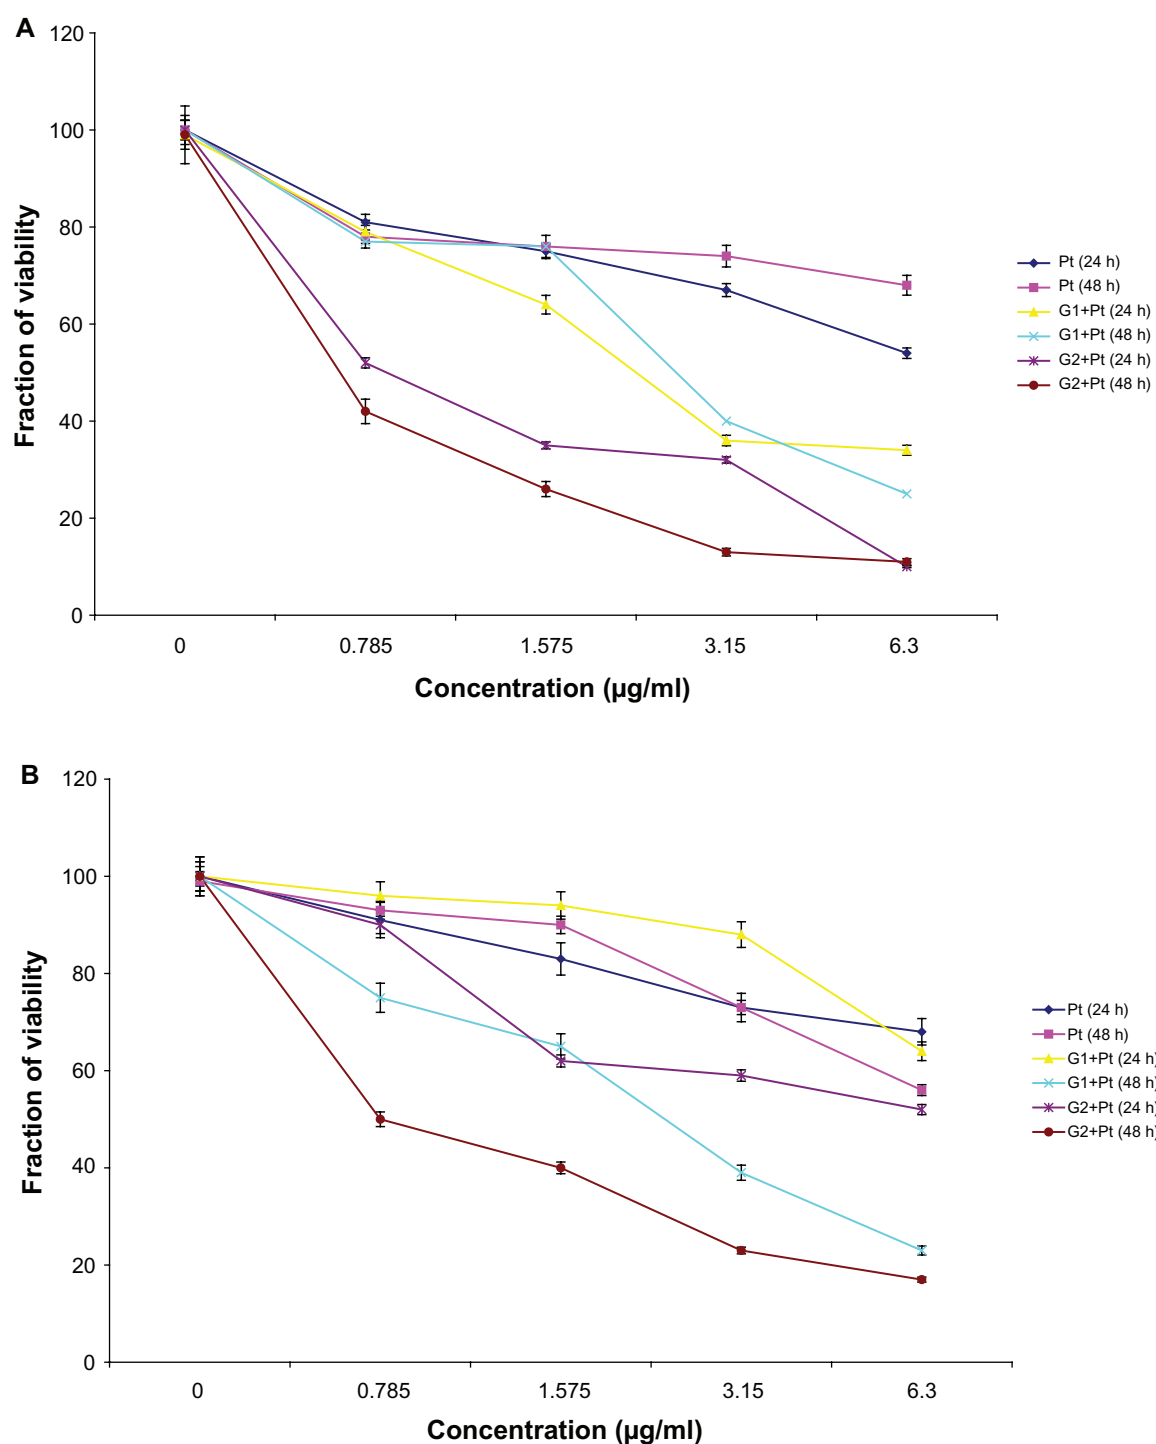 A
120
100
80
60
40
20
0
Fraction of viability
0 0.785 1.575 3.15 6.3
Concentration (µg/ml)
Pt (24 h)
Pt (48 h)
G1+Pt (24 h)
G1+Pt (48 h)
G2+Pt (24 h)
G2+Pt (48 h)
B
120
100
80
60
40
20
0
Fraction of viability
0 0.785 1.575 3.15 6.3
Concentration (µg/ml)
Pt (24 h)
Pt (48 h)
G1+Pt (24 h)
G1+Pt (48 h)
G2+Pt (24 h)
G2+Pt (48 h)